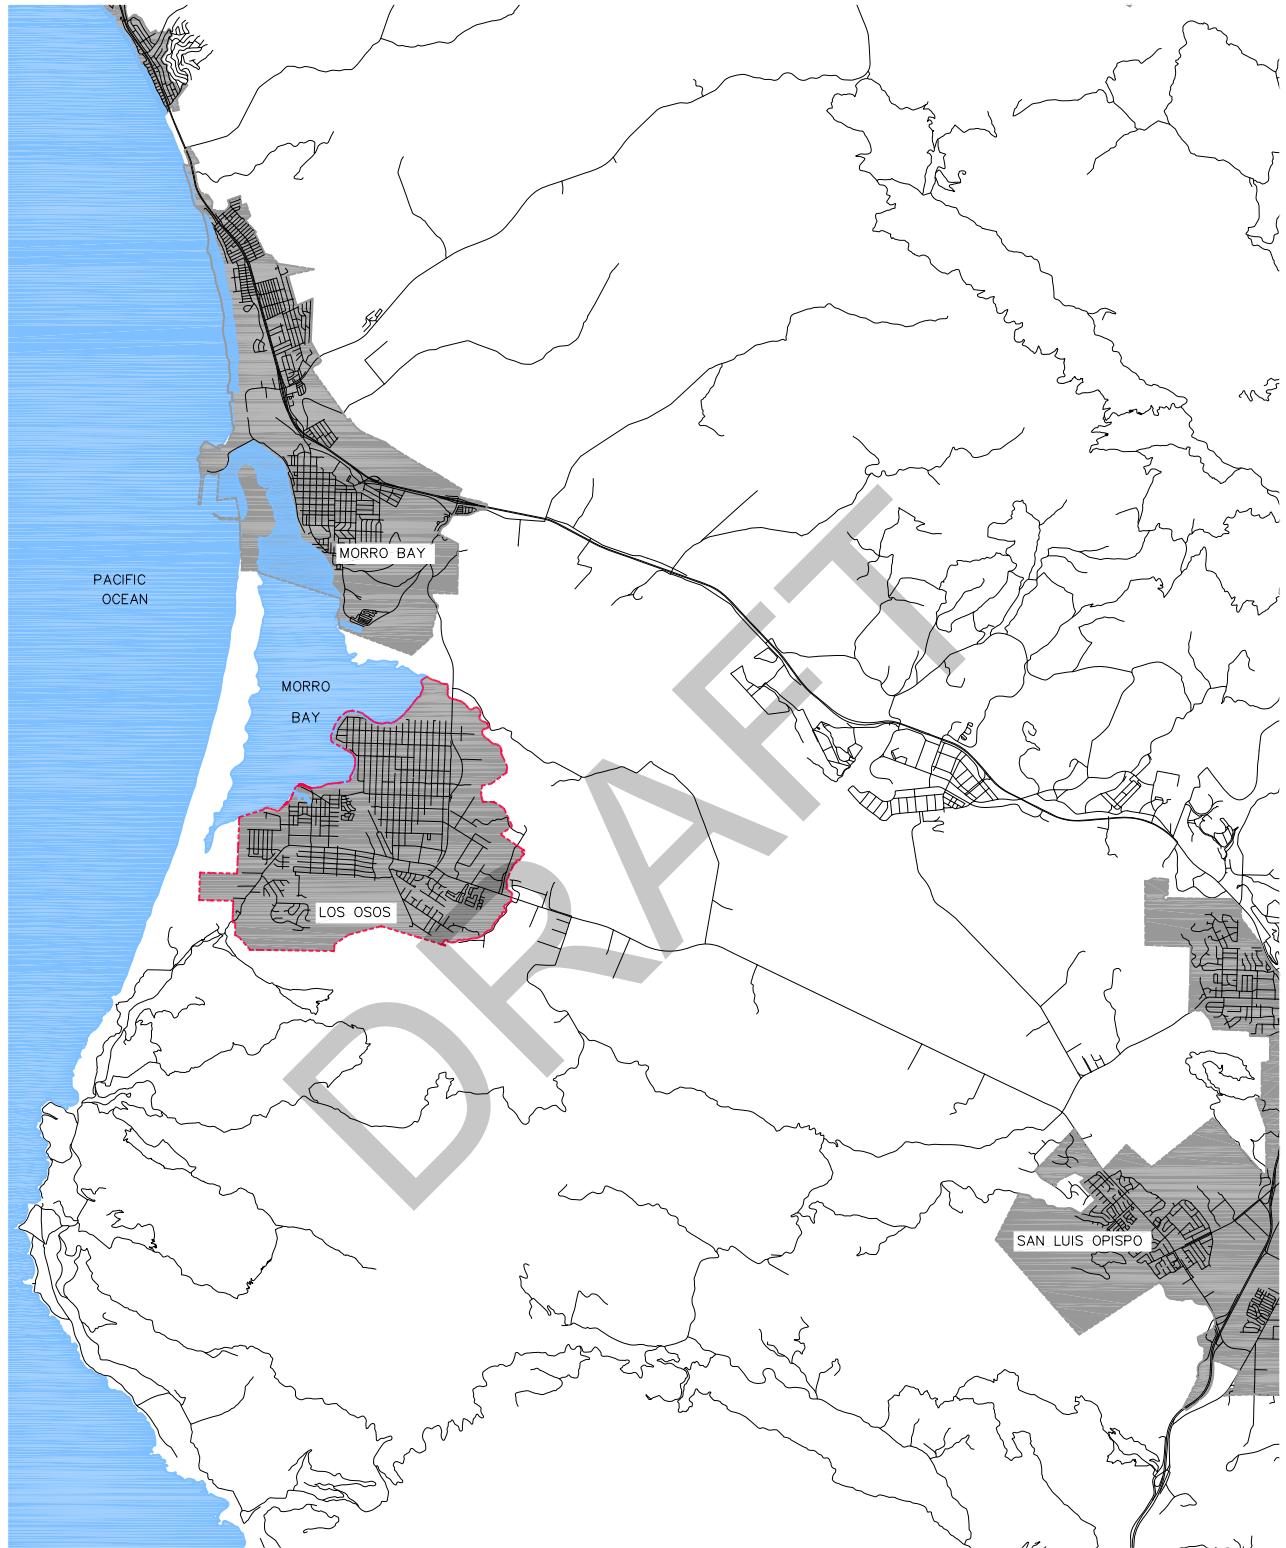 MORRO BAY
PACIFIC
OCEAN
MORRO
BAY
LOS OSOS
SAN LUIS OPISPO
DRAFT